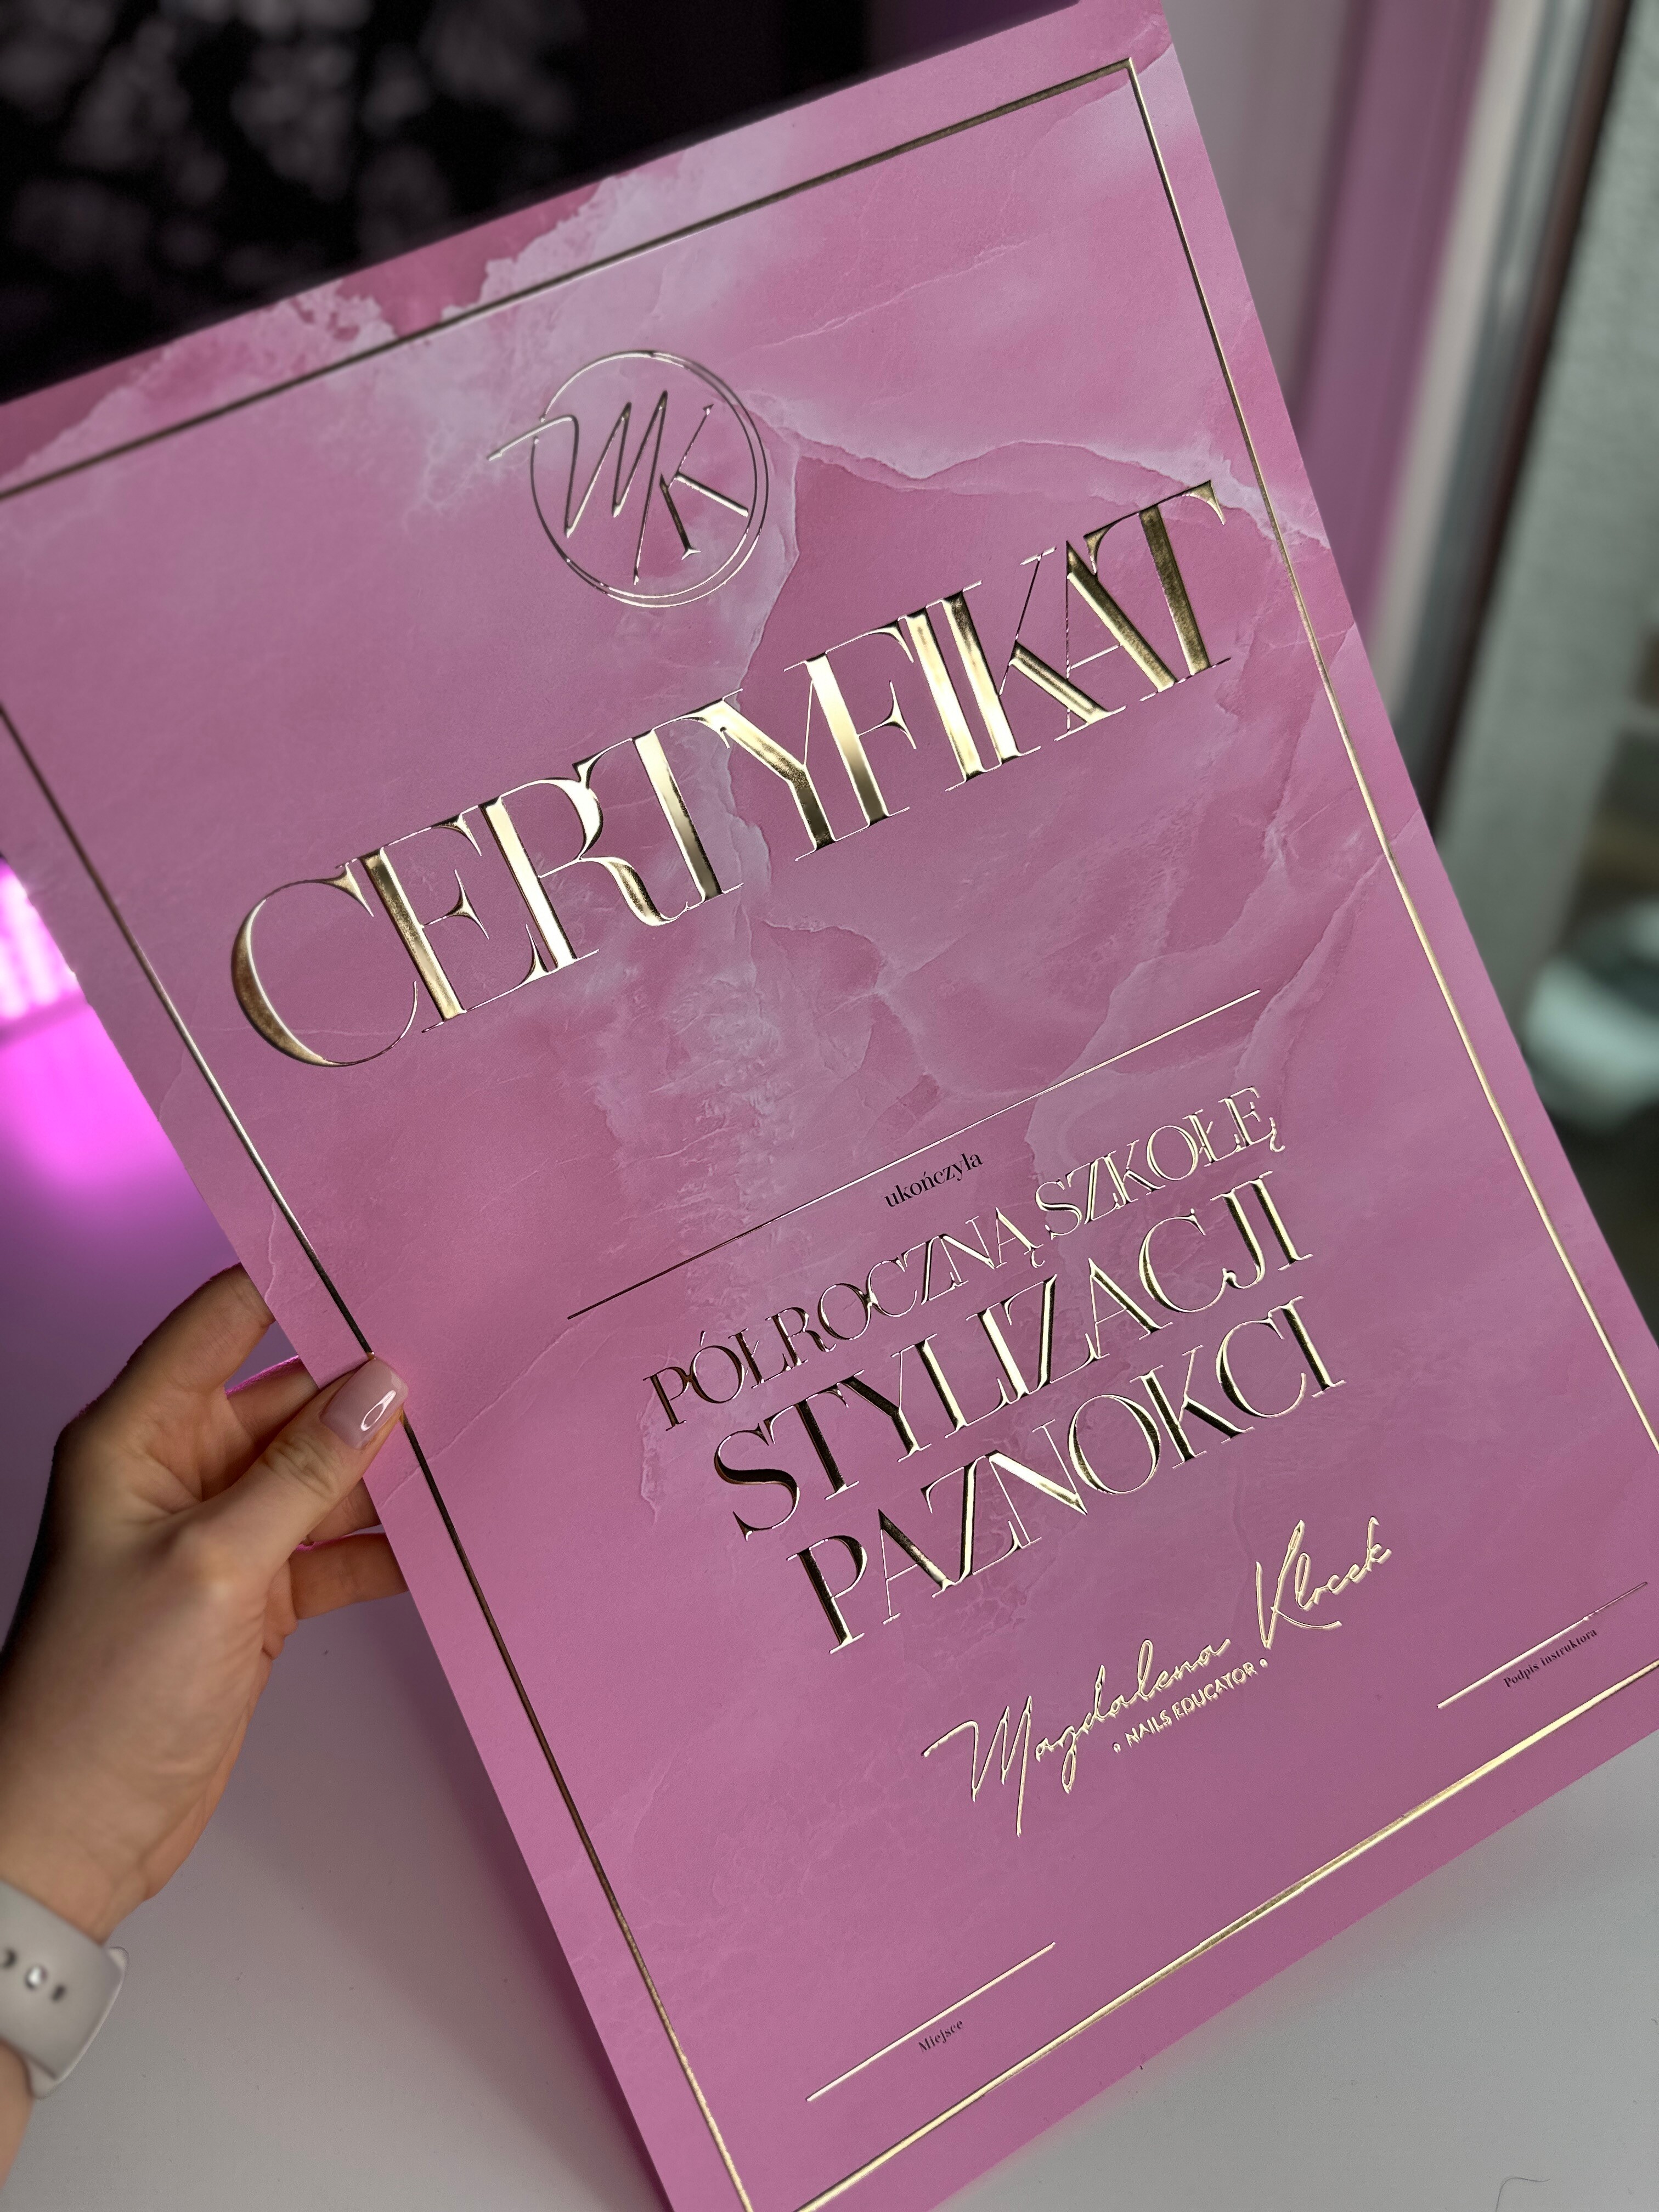 MK
CERTYFIKAT
ukończyła
PÓŁROCZNĄ SZKOŁĘ
STYLIZACJI
PAZNOKCI
Magdalena Klocek
• NAILS EDUCATOR •
Podpis instruktora
Miejsce